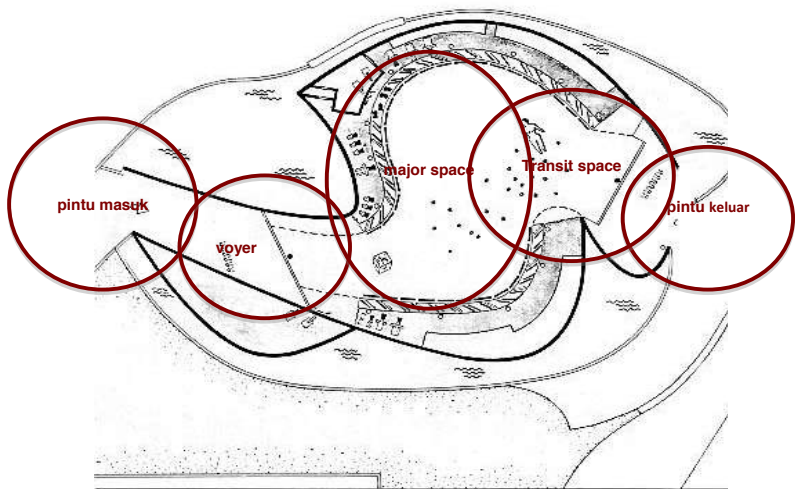 pintu masuk
voyer
major space
Transit space
pintu keluar